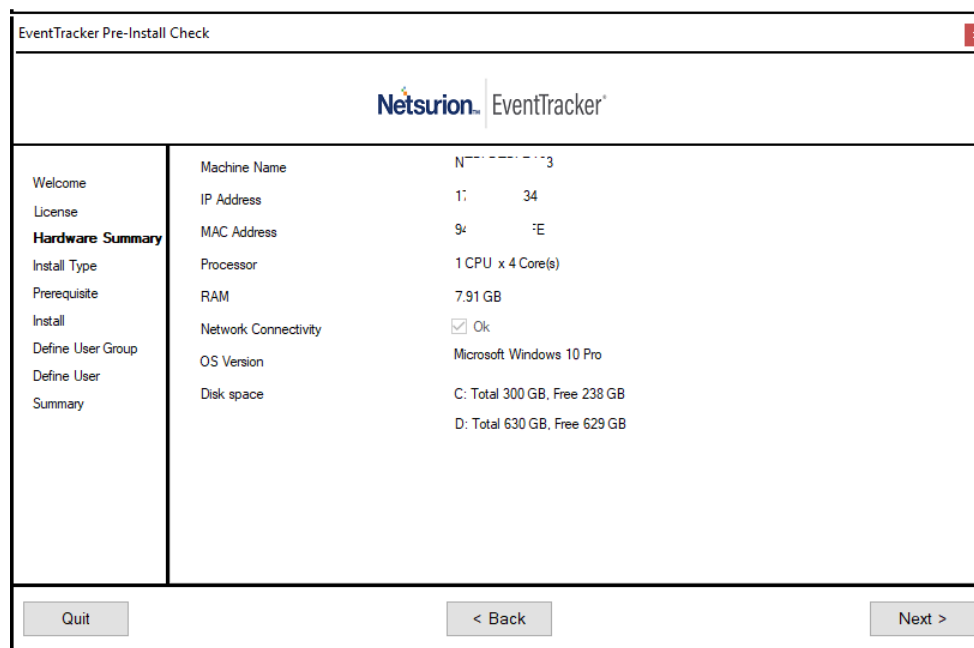 EventTracker Pre-Install Check
Netsurion™ EventTracker®
Welcome
License
Hardware Summary
Install Type
Prerequisite
Install
Define User Group
Define User
Summary
Machine Name
IP Address 34
MAC Address
Processor 1 CPU x 4 Core(s)
RAM 7.91 GB
Network Connectivity Ok
OS Version Microsoft Windows 10 Pro
Disk space C: Total 300 GB, Free 238 GB
D: Total 630 GB, Free 629 GB
Quit < Back Next >